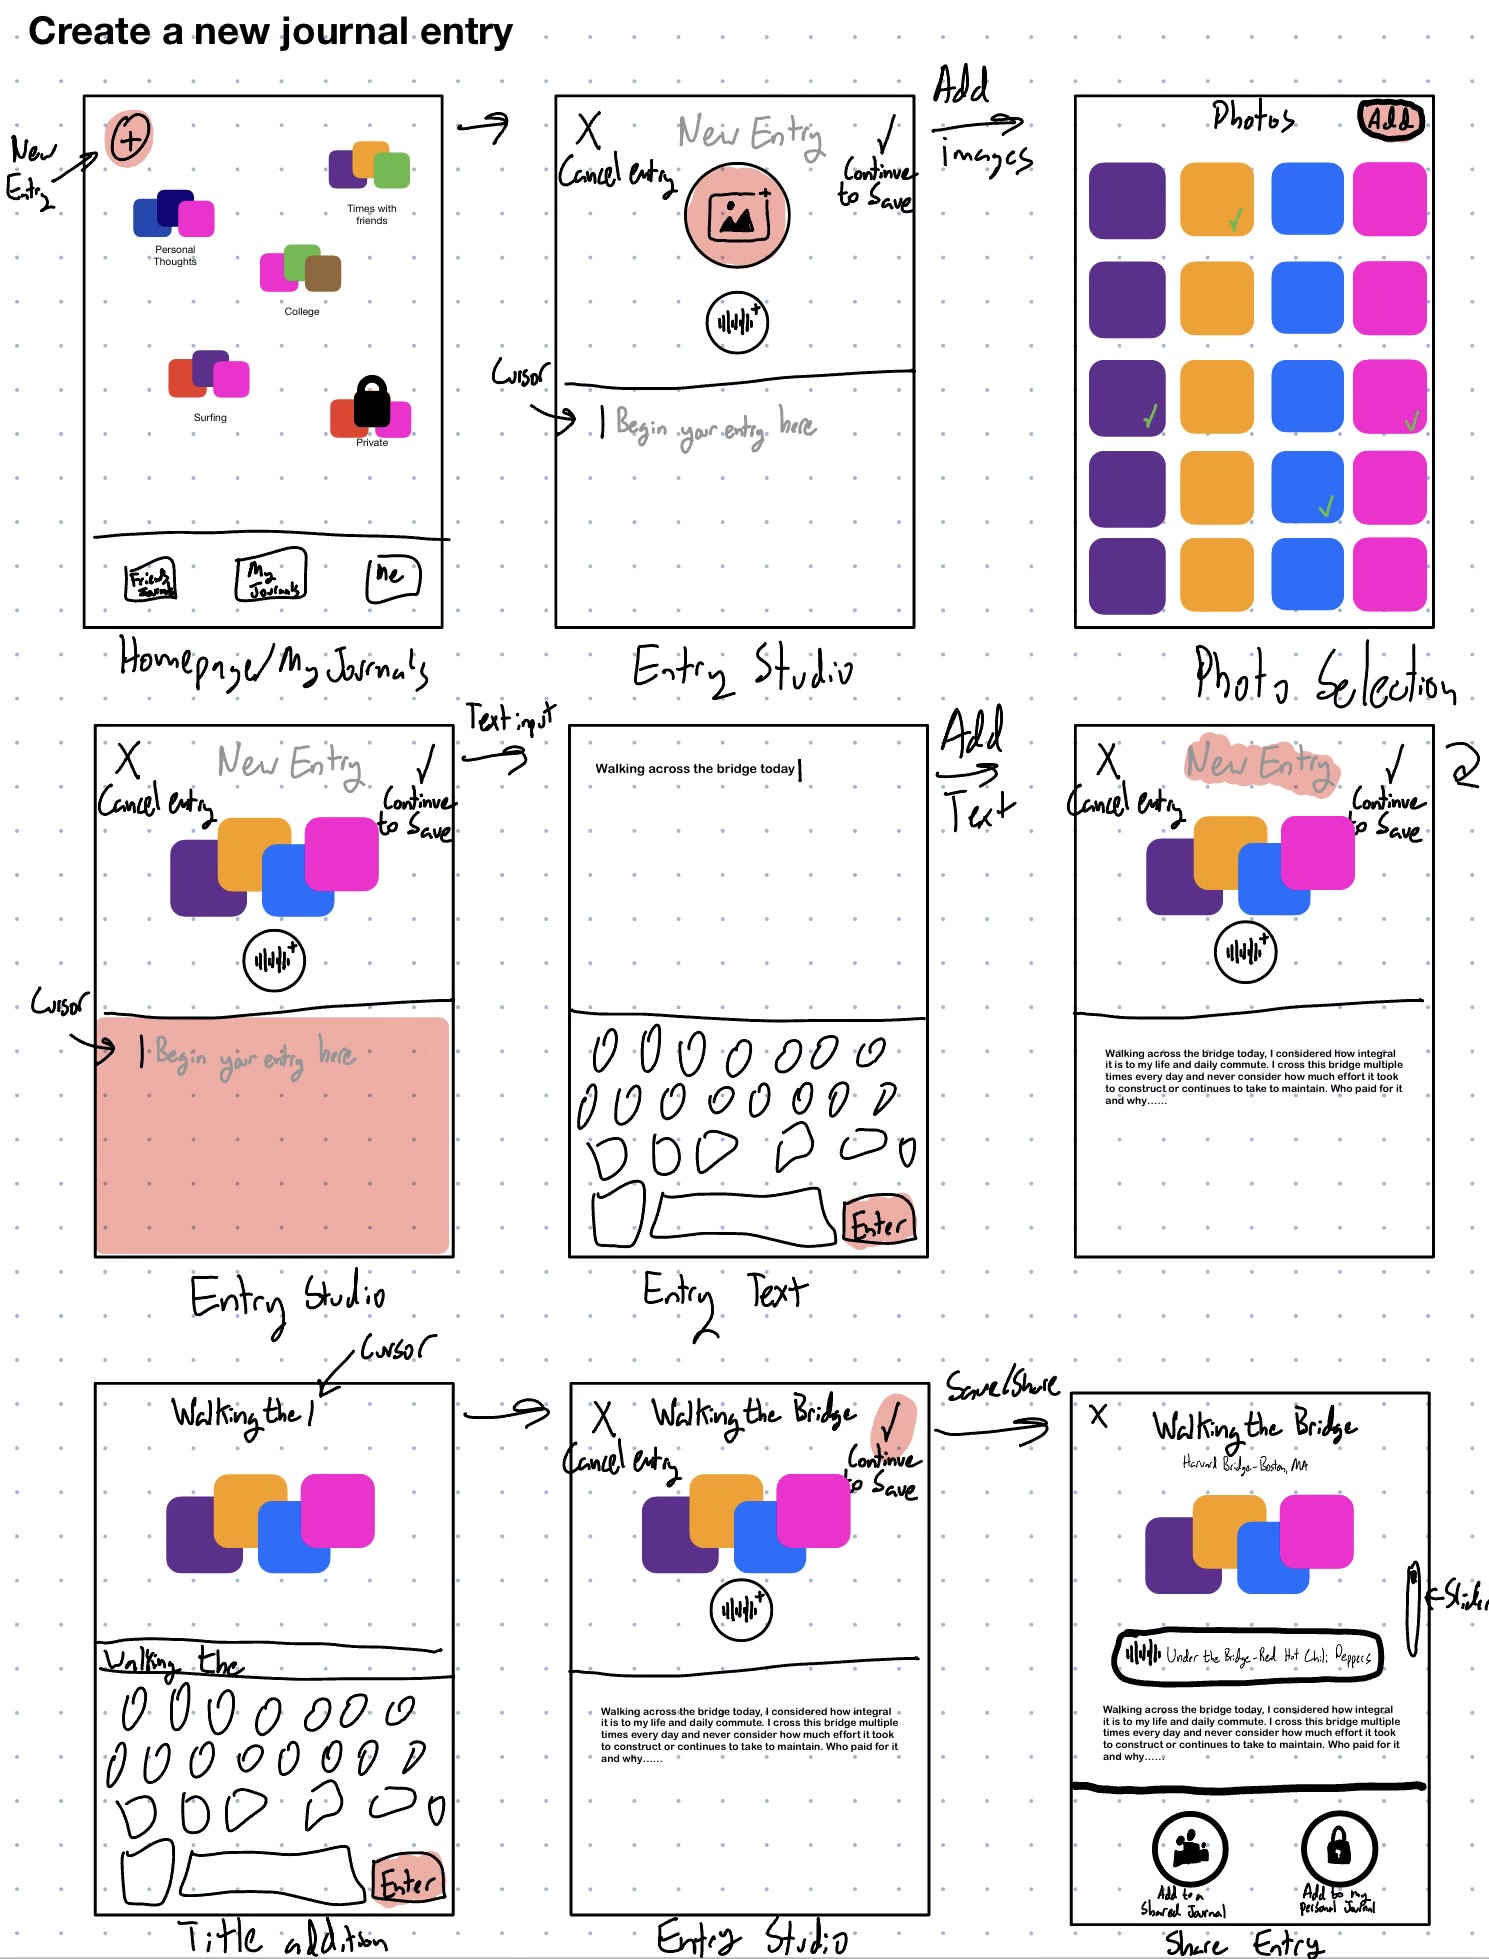 Create a new journal entry
New
Entry
Times with
friends
Personal
Thoughts
College
Surfing
Private
Friends
My
Journals
Me
Homepage/My Journals
X
New Entry
✓
Cancel entry
Continue
to Save
Cursor
Begin your entry here
Entry Studio
Add
images
Photos
Add
Photo Selection
X
New Entry
✓
Cancel entry
Continue
to Save
Cursor
Begin your entry here
Entry Studio
Text input
Walking across the bridge today
Enter
Entry Text
Add
Text
X
New Entry
✓
Cancel entry
Continue
to Save
Walking across the bridge today, I considered how integral
it is to my life and daily commute. I cross this bridge multiple
times every day and never consider how much effort it took
to construct or continues to take to maintain. Who paid for it
and why......
Cursor
Walking the
Walking the
Enter
Title addition
X
Walking the Bridge
✓
Cancel entry
Continue
to Save
Walking across the bridge today, I considered how integral
it is to my life and daily commute. I cross this bridge multiple
times every day and never consider how much effort it took
to construct or continues to take to maintain. Who paid for it
and why......
Entry Studio
Save/Share
X
Walking the Bridge
Harvard Bridge-Boston, MA
Slider
Under the Bridge-Red Hot Chili Peppers
Walking across the bridge today, I considered how integral
it is to my life and daily commute. I cross this bridge multiple
times every day and never consider how much effort it took
to construct or continues to take to maintain. Who paid for it
and why......
Add to a
Shared Journal
Add to my
personal Journal
Share Entry